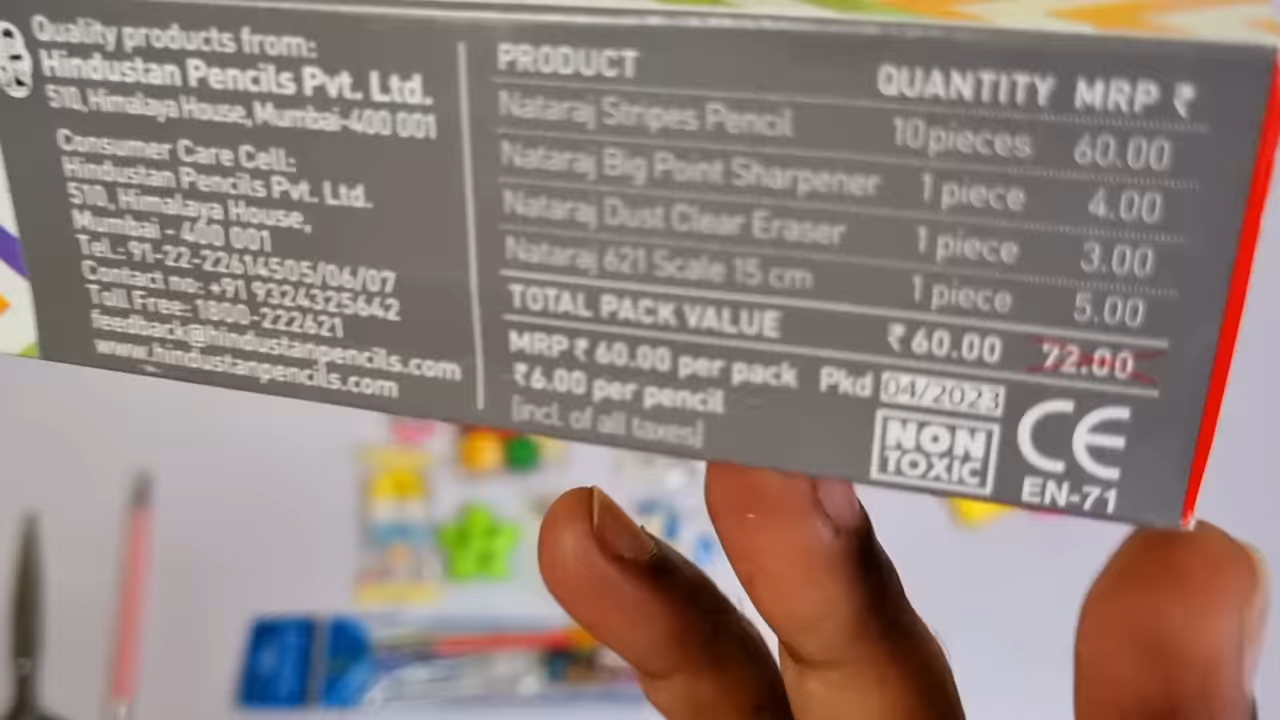 Quality products from:
Hindustan Pencils Pvt. Ltd.
510, Himalaya House, Mumbai-400 001
Consumer Care Cell:
Hindustan Pencils Pvt. Ltd.
510, Himalaya House,
Mumbai - 400 001
Tel.: 91-22-22614505/06/07
Contact no: +91 9324325642
Toll Free: 1800-222621
feedback@hindustanpencils.com
www.hindustanpencils.com
PRODUCT QUANTITY MRP ₹
Nataraj Stripes Pencil 10 pieces 60.00
Nataraj Big Point Sharpener 1 piece 4.00
Nataraj Dust Clear Eraser 1 piece 3.00
Nataraj 621 Scale 15 cm 1 piece 5.00
TOTAL PACK VALUE ₹60.00 72.00
MRP ₹ 60.00 per pack Pkd 04/2023
₹6.00 per pencil
(incl. of all taxes)
NON
TOXIC
CE
EN-71